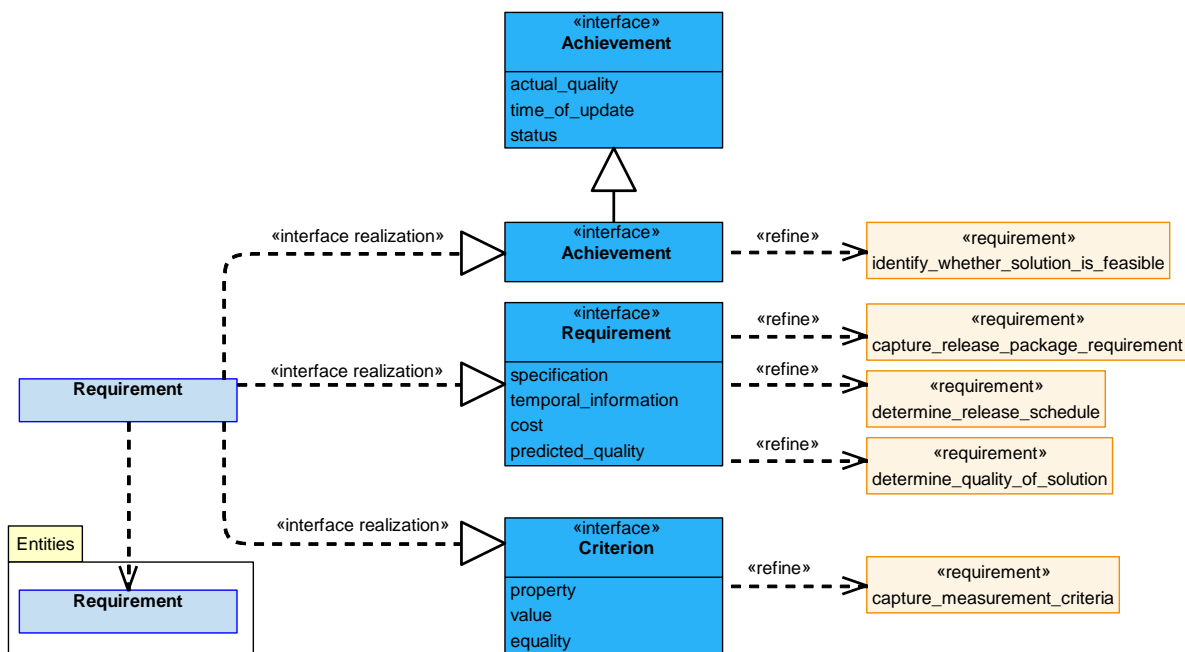 «interface»
Achievement
actual_quality
time_of_update
status
«interface realization»
«interface»
Achievement
«refine»
«requirement»
identify_whether_solution_is_feasible
«interface»
Requirement
specification
temporal_information
cost
predicted_quality
«refine»
«requirement»
capture_release_package_requirement
«interface realization»
«refine»
«requirement»
determine_release_schedule
Requirement
«refine»
«requirement»
determine_quality_of_solution
«interface realization»
«interface»
Criterion
property
value
equality
«refine»
«requirement»
capture_measurement_criteria
Entities
Requirement